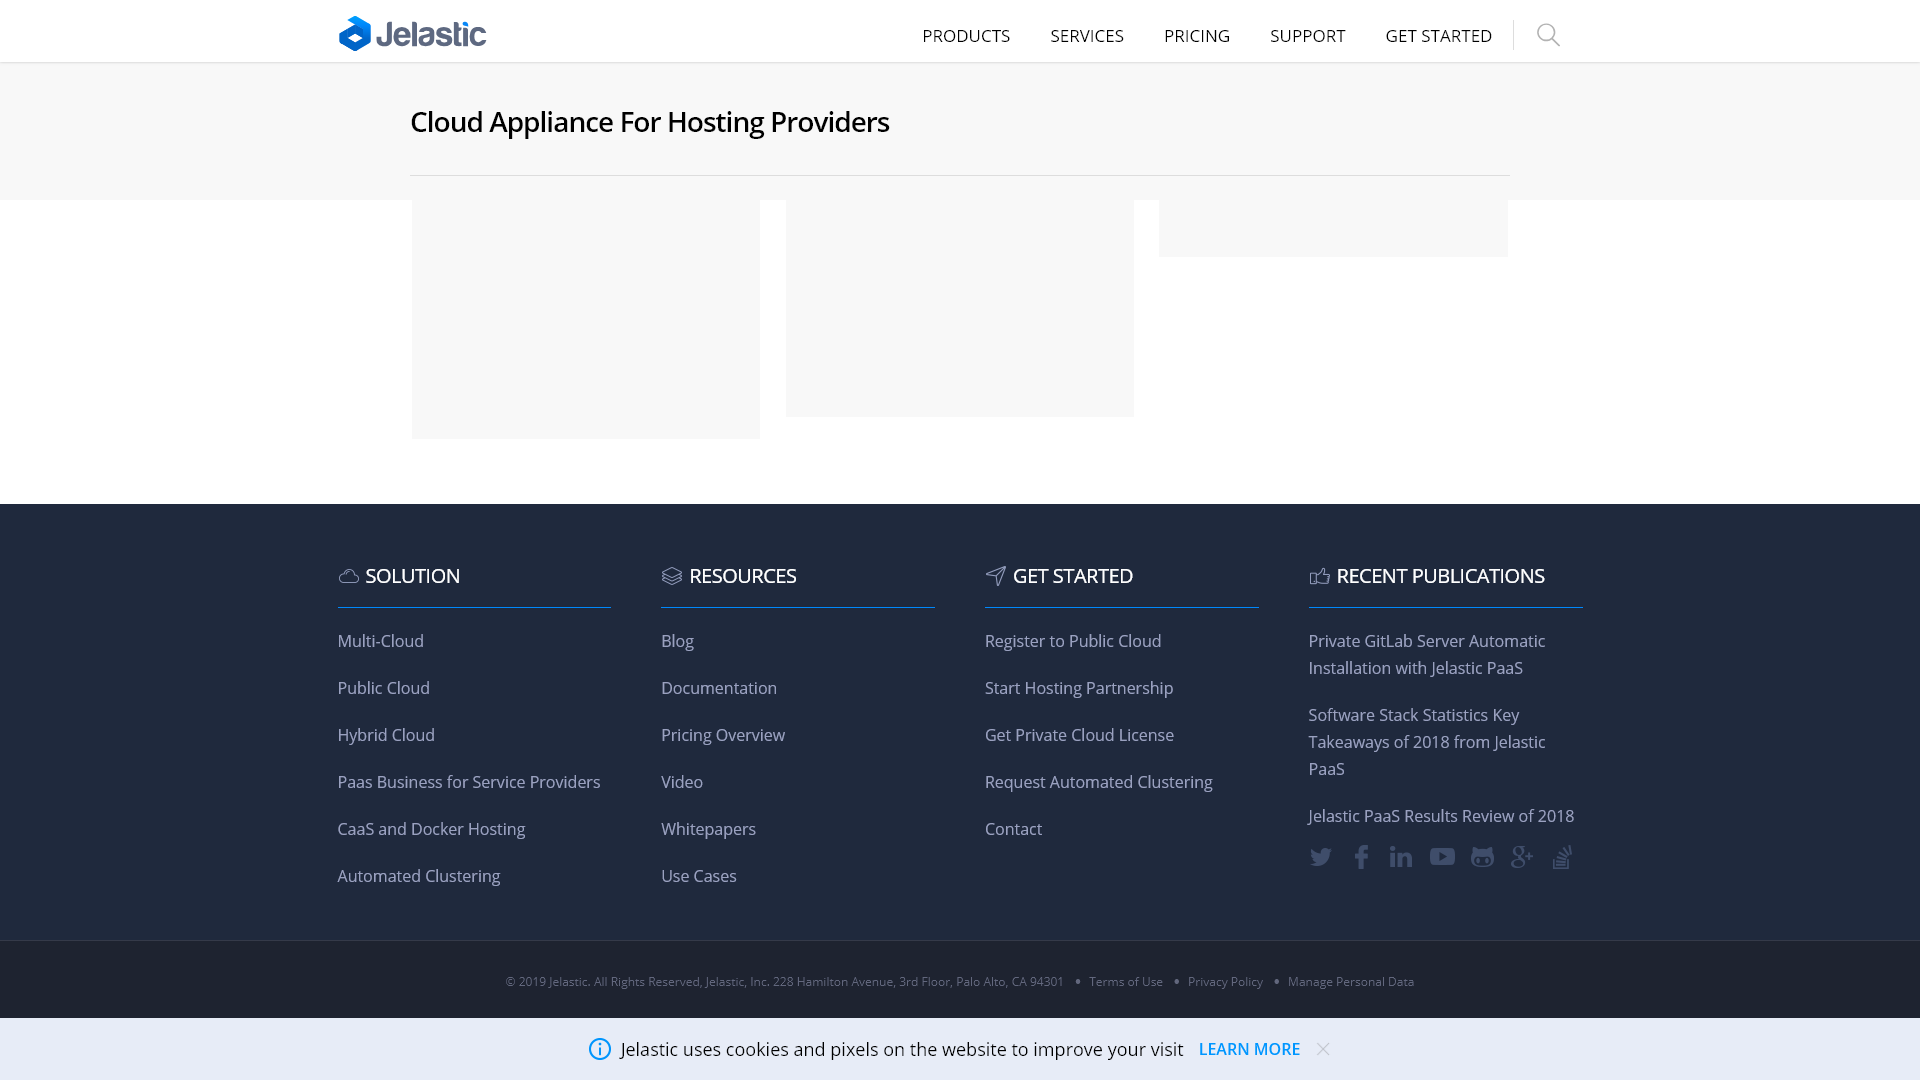 Jelastic
PRODUCTS
SERVICES
PRICING
SUPPORT
GET STARTED
Cloud Appliance For Hosting Providers
SOLUTION
Multi-Cloud
Public Cloud
Hybrid Cloud
Paas Business for Service Providers
CaaS and Docker Hosting
Automated Clustering
RESOURCES
Blog
Documentation
Pricing Overview
Video
Whitepapers
Use Cases
GET STARTED
Register to Public Cloud
Start Hosting Partnership
Get Private Cloud License
Request Automated Clustering
Contact
RECENT PUBLICATIONS
Private GitLab Server Automatic
Installation with Jelastic PaaS
Software Stack Statistics Key
Takeaways of 2018 from Jelastic
PaaS
Jelastic PaaS Results Review of 2018
© 2019 Jelastic. All Rights Reserved, Jelastic, Inc. 228 Hamilton Avenue, 3rd Floor, Palo Alto, CA 94301 • Terms of Use • Privacy Policy • Manage Personal Data
Jelastic uses cookies and pixels on the website to improve your visit LEARN MORE